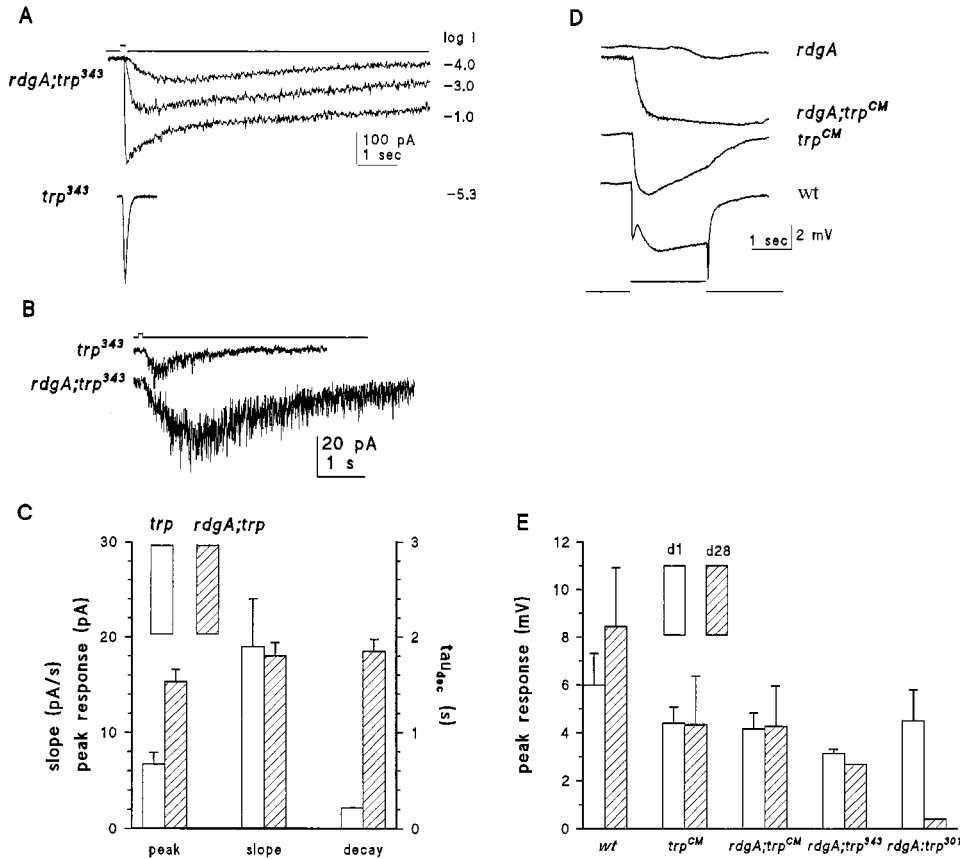 A
log I
rdgA;trp343
-4.0
-3.0
-1.0
100 pA
1 sec
trp343
-5.3
B
trp343
rdgA;trp343
20 pA
1 s
C
trp
rdgA;trp
slope (pA/s)
peak response (pA)
30
20
10
0
3
2
1
0
taudec (s)
peak
slope
decay
D
rdgA
rdgA;trpCM
trpCM
wt
1 sec
2 mV
E
d1
d28
peak response (mV)
12
10
8
6
4
2
0
wt
trpCM
rdgA;trpCM
rdgA;trp343
rdgA;trp301